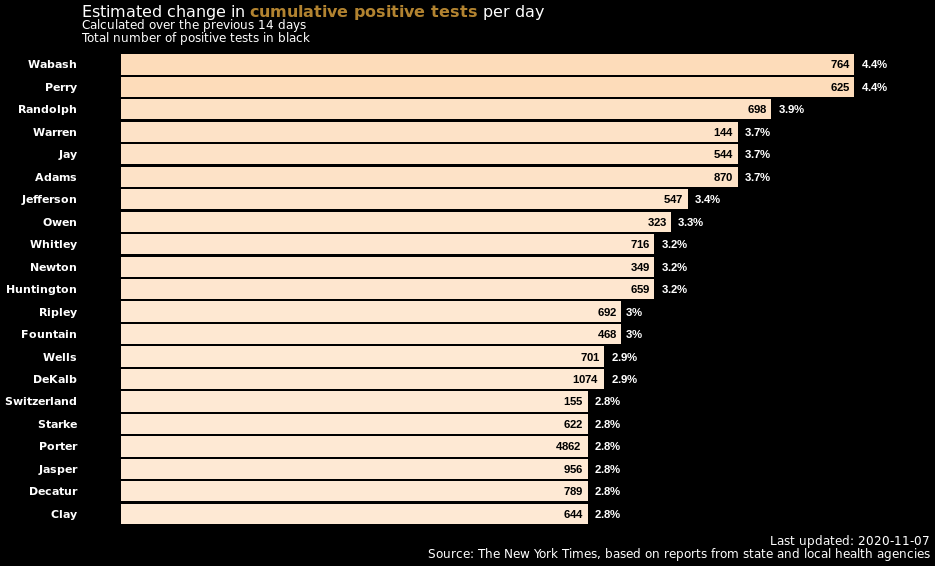 Estimated change in cumulative positive tests per day
Calculated over the previous 14 days
Total number of positive tests in black
Wabash 764 4.4%
Perry 625 4.4%
Randolph 698 3.9%
Warren 144 3.7%
Jay 544 3.7%
Adams 870 3.7%
Jefferson 547 3.4%
Owen 323 3.3%
Whitley 716 3.2%
Newton 349 3.2%
Huntington 659 3.2%
Ripley 692 3%
Fountain 468 3%
Wells 701 2.9%
DeKalb 1074 2.9%
Switzerland 155 2.8%
Starke 622 2.8%
Porter 4862 2.8%
Jasper 956 2.8%
Decatur 789 2.8%
Clay 644 2.8%
Last updated: 2020-11-07
Source: The New York Times, based on reports from state and local health agencies